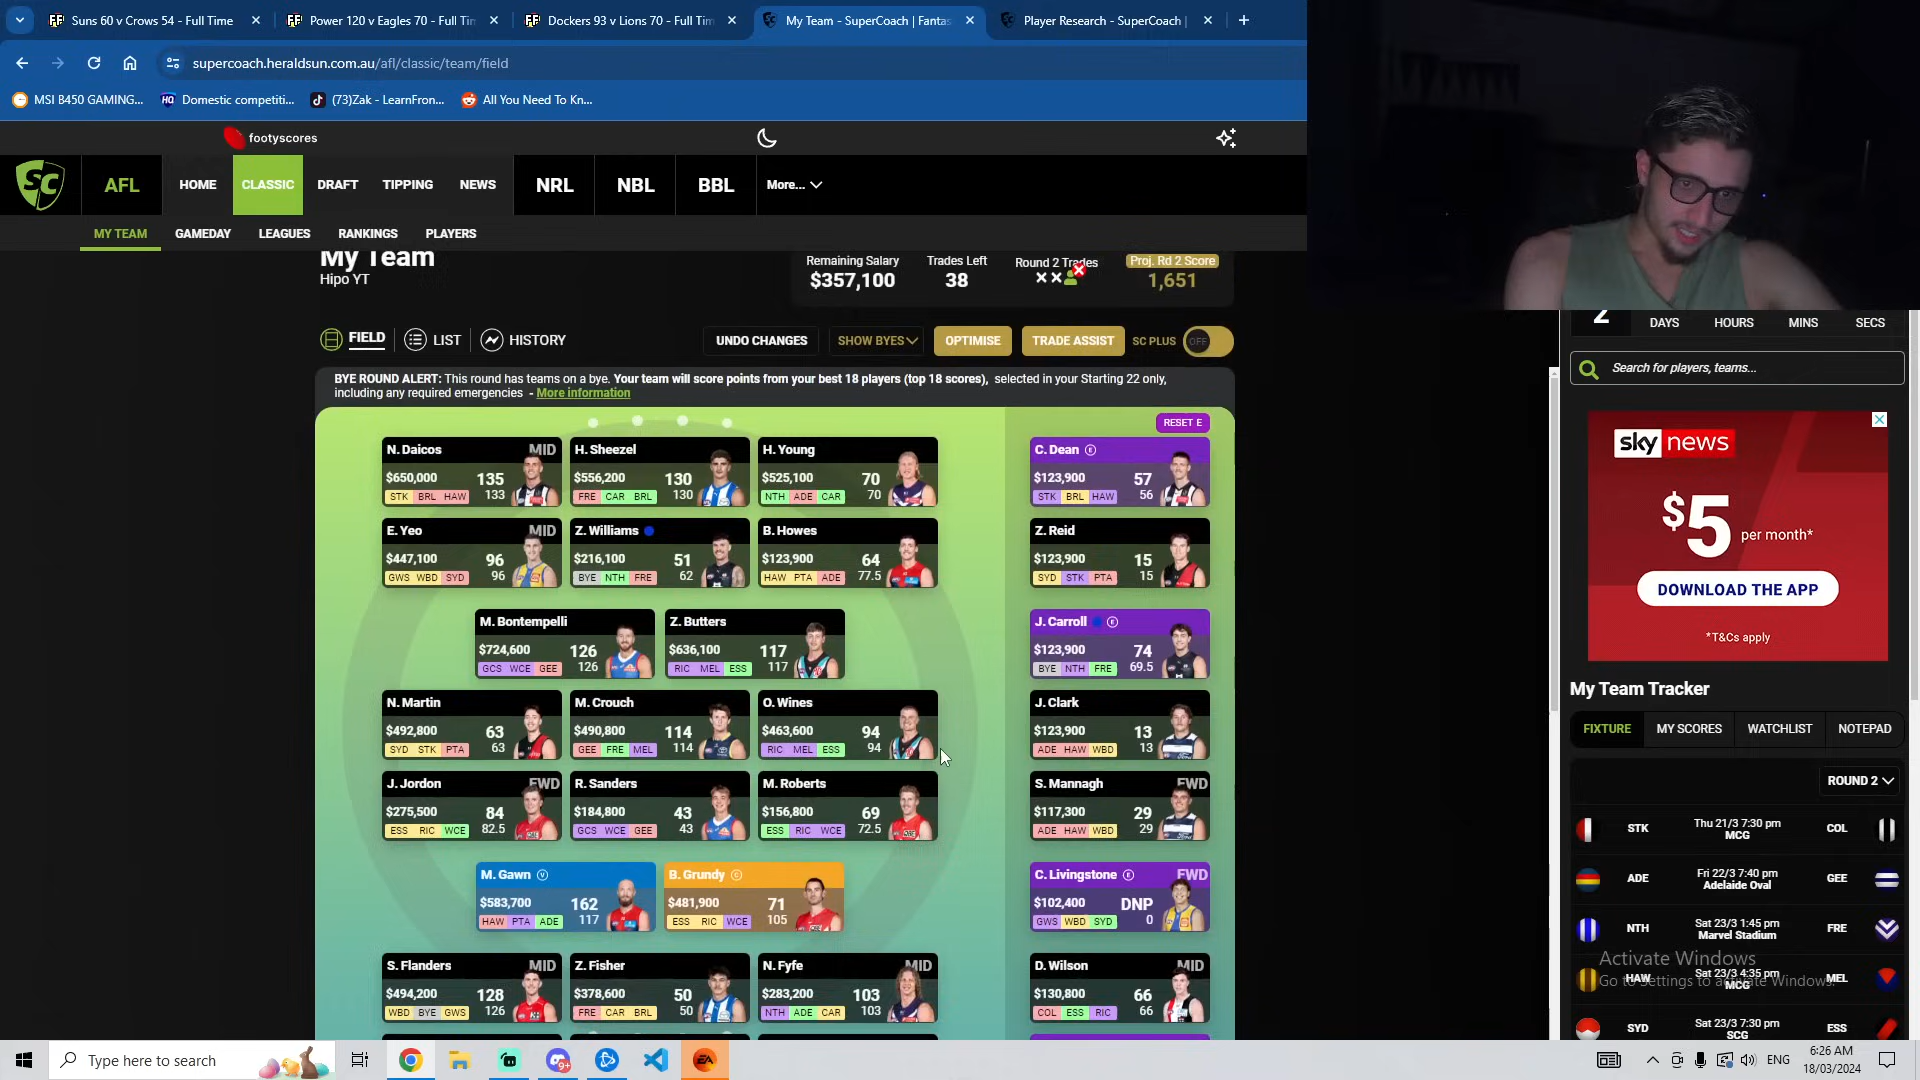 Suns 60 v Crows 54 - Full Time
Power 120 v Eagles 70 - Full Tim
Dockers 93 v Lions 70 - Full Tim
My Team - SuperCoach | Fantas
Player Research - SuperCoach |
supercoach.heraldsun.com.au/afl/classic/team/field
MSI B450 GAMING...
Domestic competiti...
(73)Zak - LearnFron...
All You Need To Kn...
footyscores
SC
AFL
HOME
CLASSIC
DRAFT
TIPPING
NEWS
NRL
NBL
BBL
More...
MY TEAM
GAMEDAY
LEAGUES
RANKINGS
PLAYERS
My Team
Hipo YT
Remaining Salary
$357,100
Trades Left
38
Round 2 Trades
Proj. Rd 2 Score
1,651
FIELD
LIST
HISTORY
UNDO CHANGES
SHOW BYES
OPTIMISE
TRADE ASSIST
SC PLUS
OFF
BYE ROUND ALERT: This round has teams on a bye. Your team will score points from your best 18 players (top 18 scores), selected in your Starting 22 only,
including any required emergencies - More information
RESET E
N. Daicos MID
$650,000 135
STK BRL HAW 133
H. Sheezel
$556,200 130
FRE CAR BRL 130
H. Young
$525,100 70
NTH ADE CAR 70
C. Dean E
$123,900 57
STK BRL HAW 56
E. Yeo MID
$447,100 96
GWS WBD SYD 96
Z. Williams
$216,100 51
BYE NTH FRE 62
B. Howes
$123,900 64
HAW PTA ADE 77.5
Z. Reid
$123,900 15
SYD STK PTA 15
M. Bontempelli
$724,600 126
GCS WCE GEE 126
Z. Butters
$636,100 117
RIC MEL ESS 117
J. Carroll E
$123,900 74
BYE NTH FRE 69.5
N. Martin
$492,800 63
SYD STK PTA 63
M. Crouch
$490,800 114
GEE FRE MEL 114
O. Wines
$463,600 94
RIC MEL ESS 94
J. Clark
$123,900 13
ADE HAW WBD 13
J. Jordon FWD
$275,500 84
ESS RIC WCE 82.5
R. Sanders
$184,800 43
GCS WCE GEE 43
M. Roberts
$156,800 69
ESS RIC WCE 72.5
S. Mannagh FWD
$117,300 29
ADE HAW WBD 29
M. Gawn V
$583,700 162
HAW PTA ADE 117
B. Grundy C
$481,900 71
ESS RIC WCE 105
C. Livingstone E FWD
$102,400 DNP
GWS WBD SYD 0
S. Flanders MID
$494,200 128
WBD BYE GWS 126
Z. Fisher
$378,600 50
FRE CAR BRL 50
N. Fyfe MID
$283,200 103
NTH ADE CAR 103
D. Wilson MID
$130,800 66
COL ESS RIC 66
2
DAYS
HOURS
MINS
SECS
Search for players, teams...
sky news
$5 per month*
DOWNLOAD THE APP
*T&Cs apply
My Team Tracker
FIXTURE
MY SCORES
WATCHLIST
NOTEPAD
ROUND 2
STK Thu 21/3 7:30 pm COL
MCG
ADE Fri 22/3 7:40 pm GEE
Adelaide Oval
NTH Sat 23/3 1:45 pm FRE
Marvel Stadium
HAW Sat 23/3 4:35 pm MEL
MCG
SYD Sat 23/3 7:30 pm ESS
SCG
Activate Windows
Go to Settings to activate Windows.
Type here to search
ENG
6:26 AM
18/03/2024